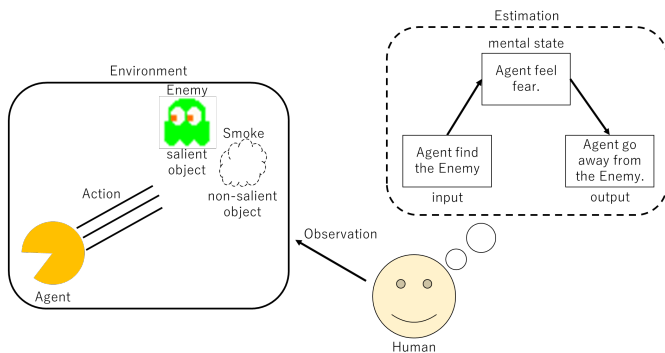 Estimation
mental state
Agent feel
fear.
Agent find
the Enemy
input
Agent go
away from
the Enemy.
output
Environment
Enemy
salient
object
Smoke
non-salient
object
Action
Agent
Observation
Human